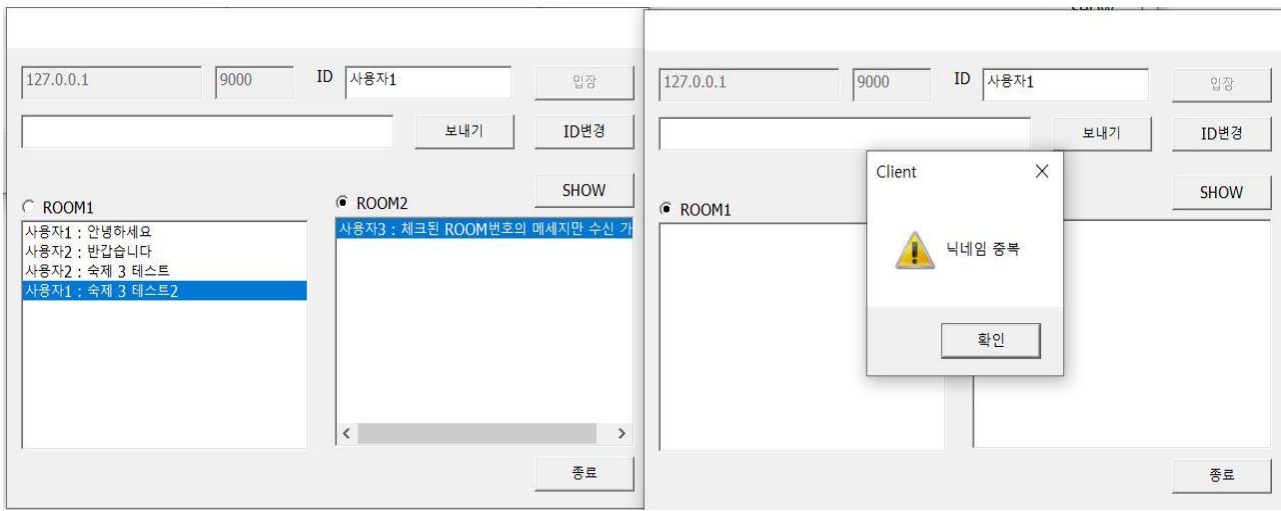 127.0.0.1
9000
ID
사용자1
입장
보내기
ID변경
SHOW
ROOM1
ROOM2
사용자1 : 안녕하세요
사용자2 : 반갑습니다
사용자2 : 숙제 3 테스트
사용자1 : 숙제 3 테스트2
사용자3 : 체크된 ROOM번호의 메세지만 수신 가
종료
127.0.0.1
9000
ID
사용자1
입장
보내기
ID변경
SHOW
ROOM1
Client
닉네임 중복
확인
종료